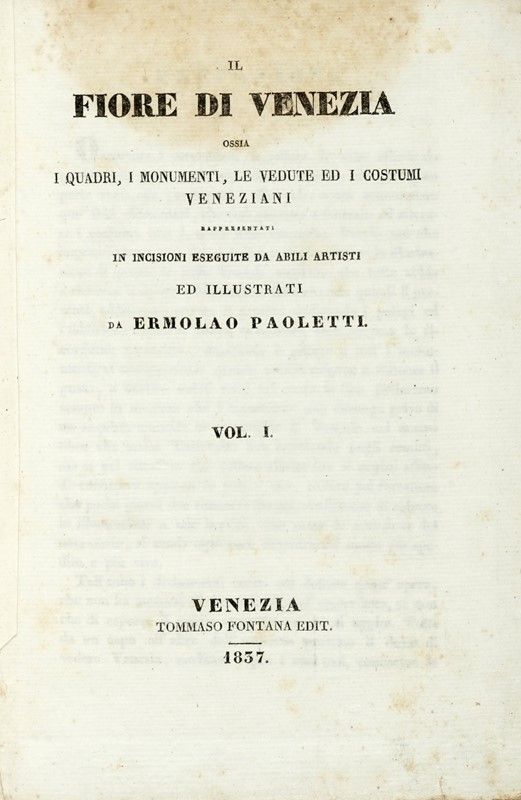 IL
FIORE DI VENEZIA
OSSIA
I QUADRI, I MONUMENTI, LE VEDUTE ED I COSTUMI
VENEZIANI
RAPPRESENTATI
IN INCISIONI ESEGUITE DA ABILI ARTISTI
ED ILLUSTRATI
DA ERMOLAO PAOLETTI.
VOL. I.
VENEZIA
TOMMASO FONTANA EDIT.
1837.